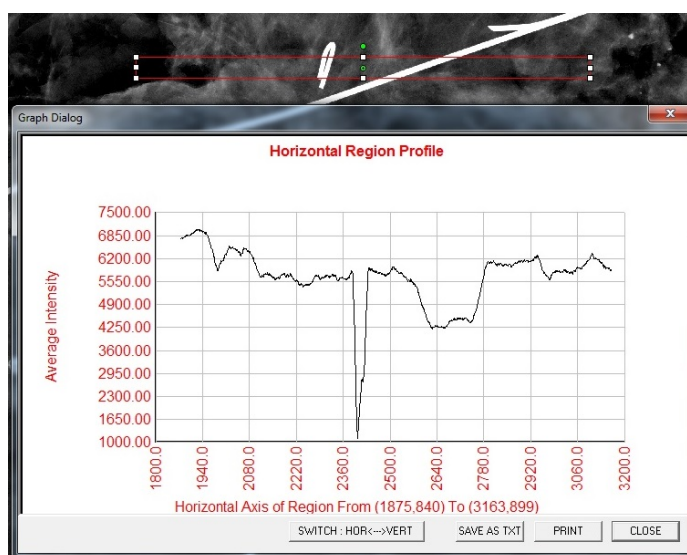 Graph Dialog
x
Horizontal Region Profile
7500.00
6850.00
6200.00
5550.00
4900.00
4250.00
3600.00
2950.00
2300.00
1650.00
1000.00
Average Intensity
1800.0 1940.0 2080.0 2220.0 2360.0 2500.0 2640.0 2780.0 2920.0 3060.0 3200.0
Horizontal Axis of Region From (1875,840) To (3163,899)
SWITCH : HOR<--->VERT SAVE AS TXT PRINT CLOSE